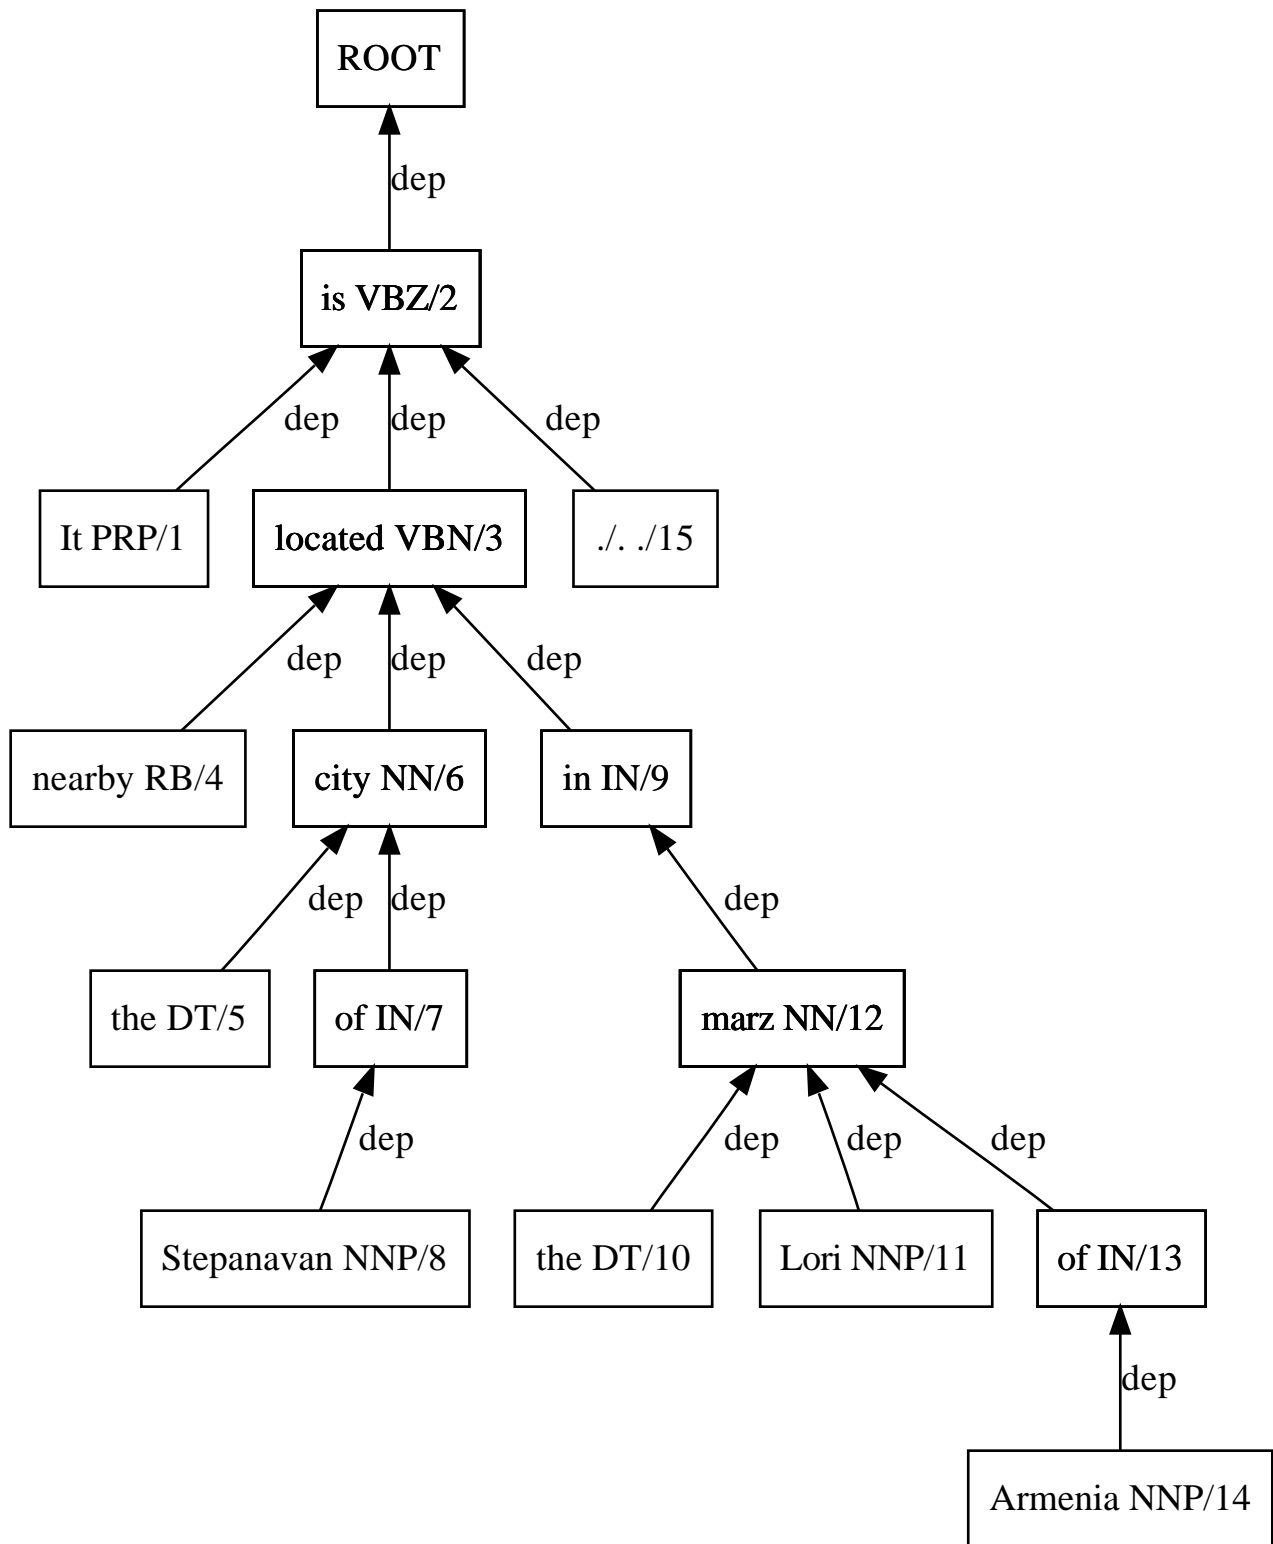 ROOT
dep
is VBZ/2
dep dep dep
It PRP/1 located VBN/3 ./. ./15
dep dep dep
nearby RB/4 city NN/6 in IN/9
dep dep dep
the DT/5 of IN/7 marz NN/12
dep dep dep dep
Stepanavan NNP/8 the DT/10 Lori NNP/11 of IN/13
dep
Armenia NNP/14